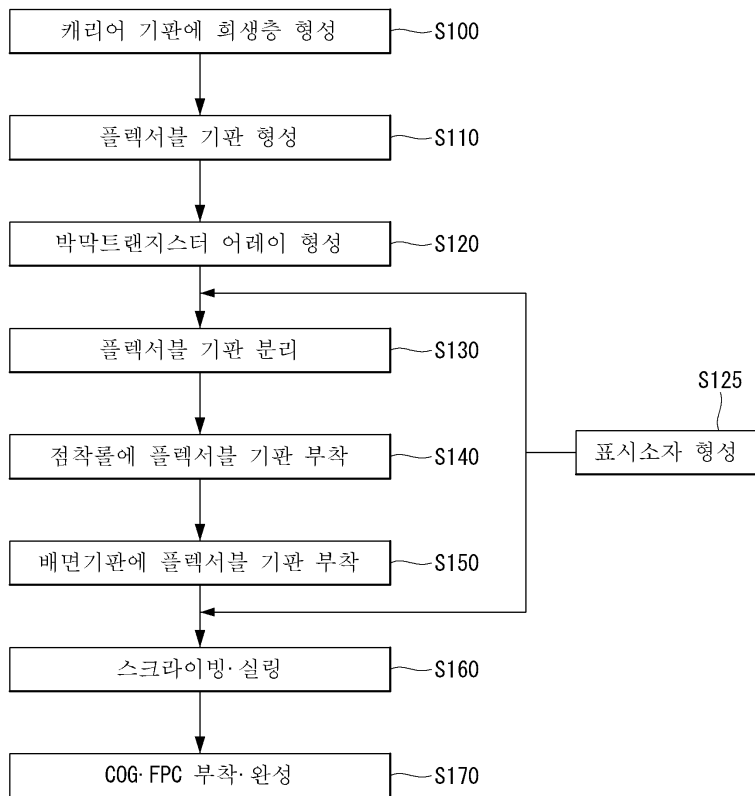 캐리어 기판에 희생층 형성
S100
플렉서블 기판 형성
S110
박막트랜지스터 어레이 형성
S120
플렉서블 기판 분리
S130
S125
표시소자 형성
점착롤에 플렉서블 기판 부착
S140
배면기판에 플렉서블 기판 부착
S150
스크라이빙·실링
S160
COG·FPC 부착·완성
S170